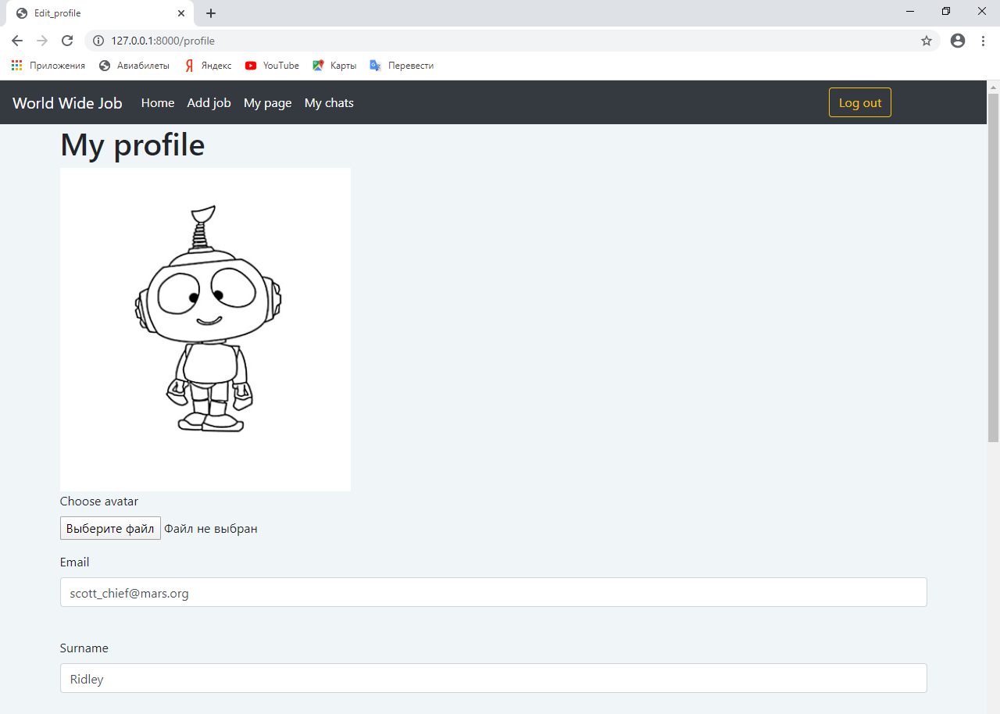 Edit_profile
127.0.0.1:8000/profile
Приложения Авиабилеты Яндекс YouTube Карты Перевести
World Wide Job Home Add job My page My chats Log out
My profile
Choose avatar
Выберите файл Файл не выбран
Email
scott_chief@mars.org
Surname
Ridley